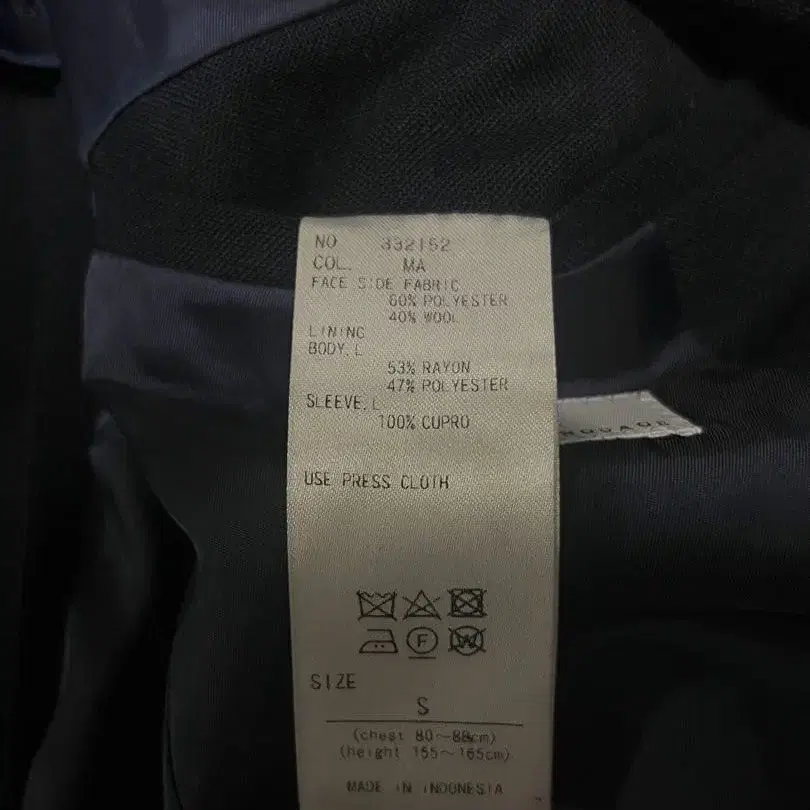 NO 332152
COL. MA
FACE SIDE FABRIC
60% POLYESTER
40% WOOL
LINING
BODY. L
53% RAYON
47% POLYESTER
SLEEVE. L
100% CUPRO
USE PRESS CLOTH
F
W
SIZE
S
(chest 80~88cm)
(height 155~165cm)
MADE IN INDONESIA